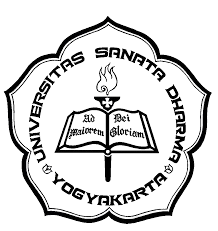 UNIVERSITAS SANATA DHARMA
Ad Dei
Maiorem Gloriam
YOGYAKARTA